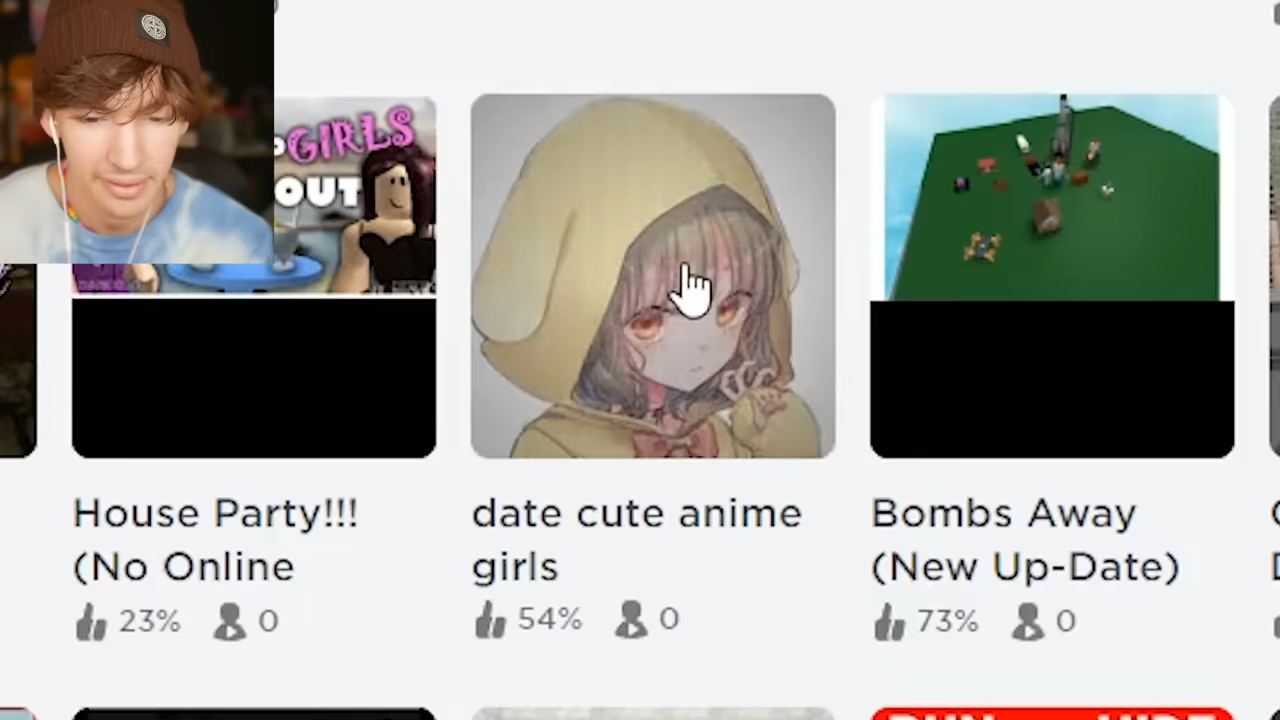 GIRLS
OUT
House Party!!!
(No Online
23% 0
date cute anime
girls
54% 0
Bombs Away
(New Up-Date)
73% 0